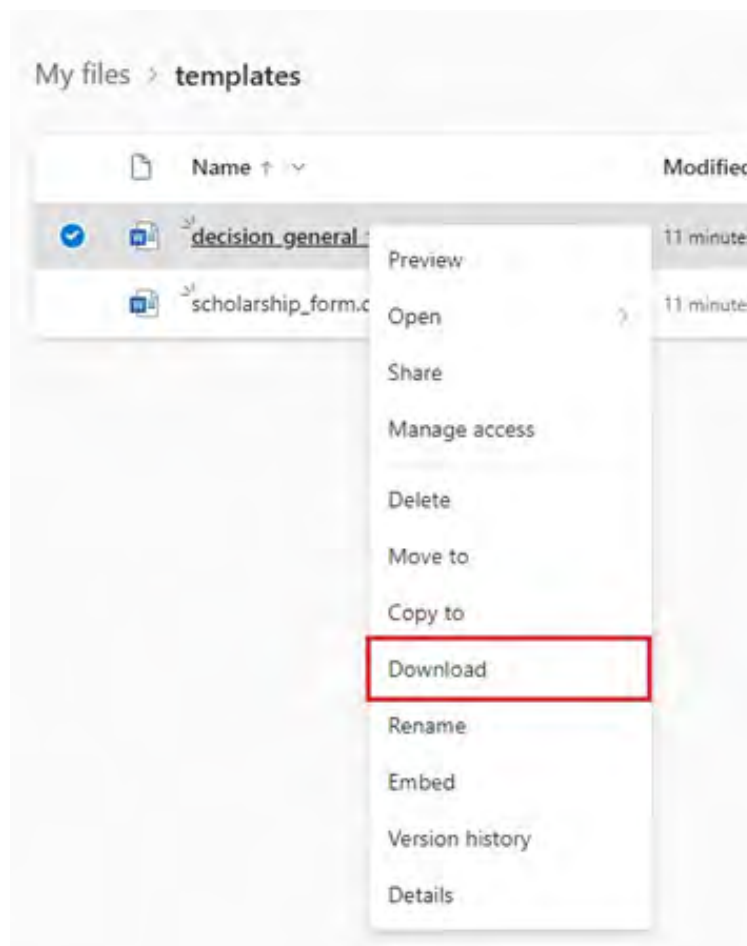 My files > templates
Name ↑ Modified
decision_general_ 11 minute
scholarship_form. 11 minute
Preview
Open >
Share
Manage access
Delete
Move to
Copy to
Download
Rename
Embed
Version history
Details